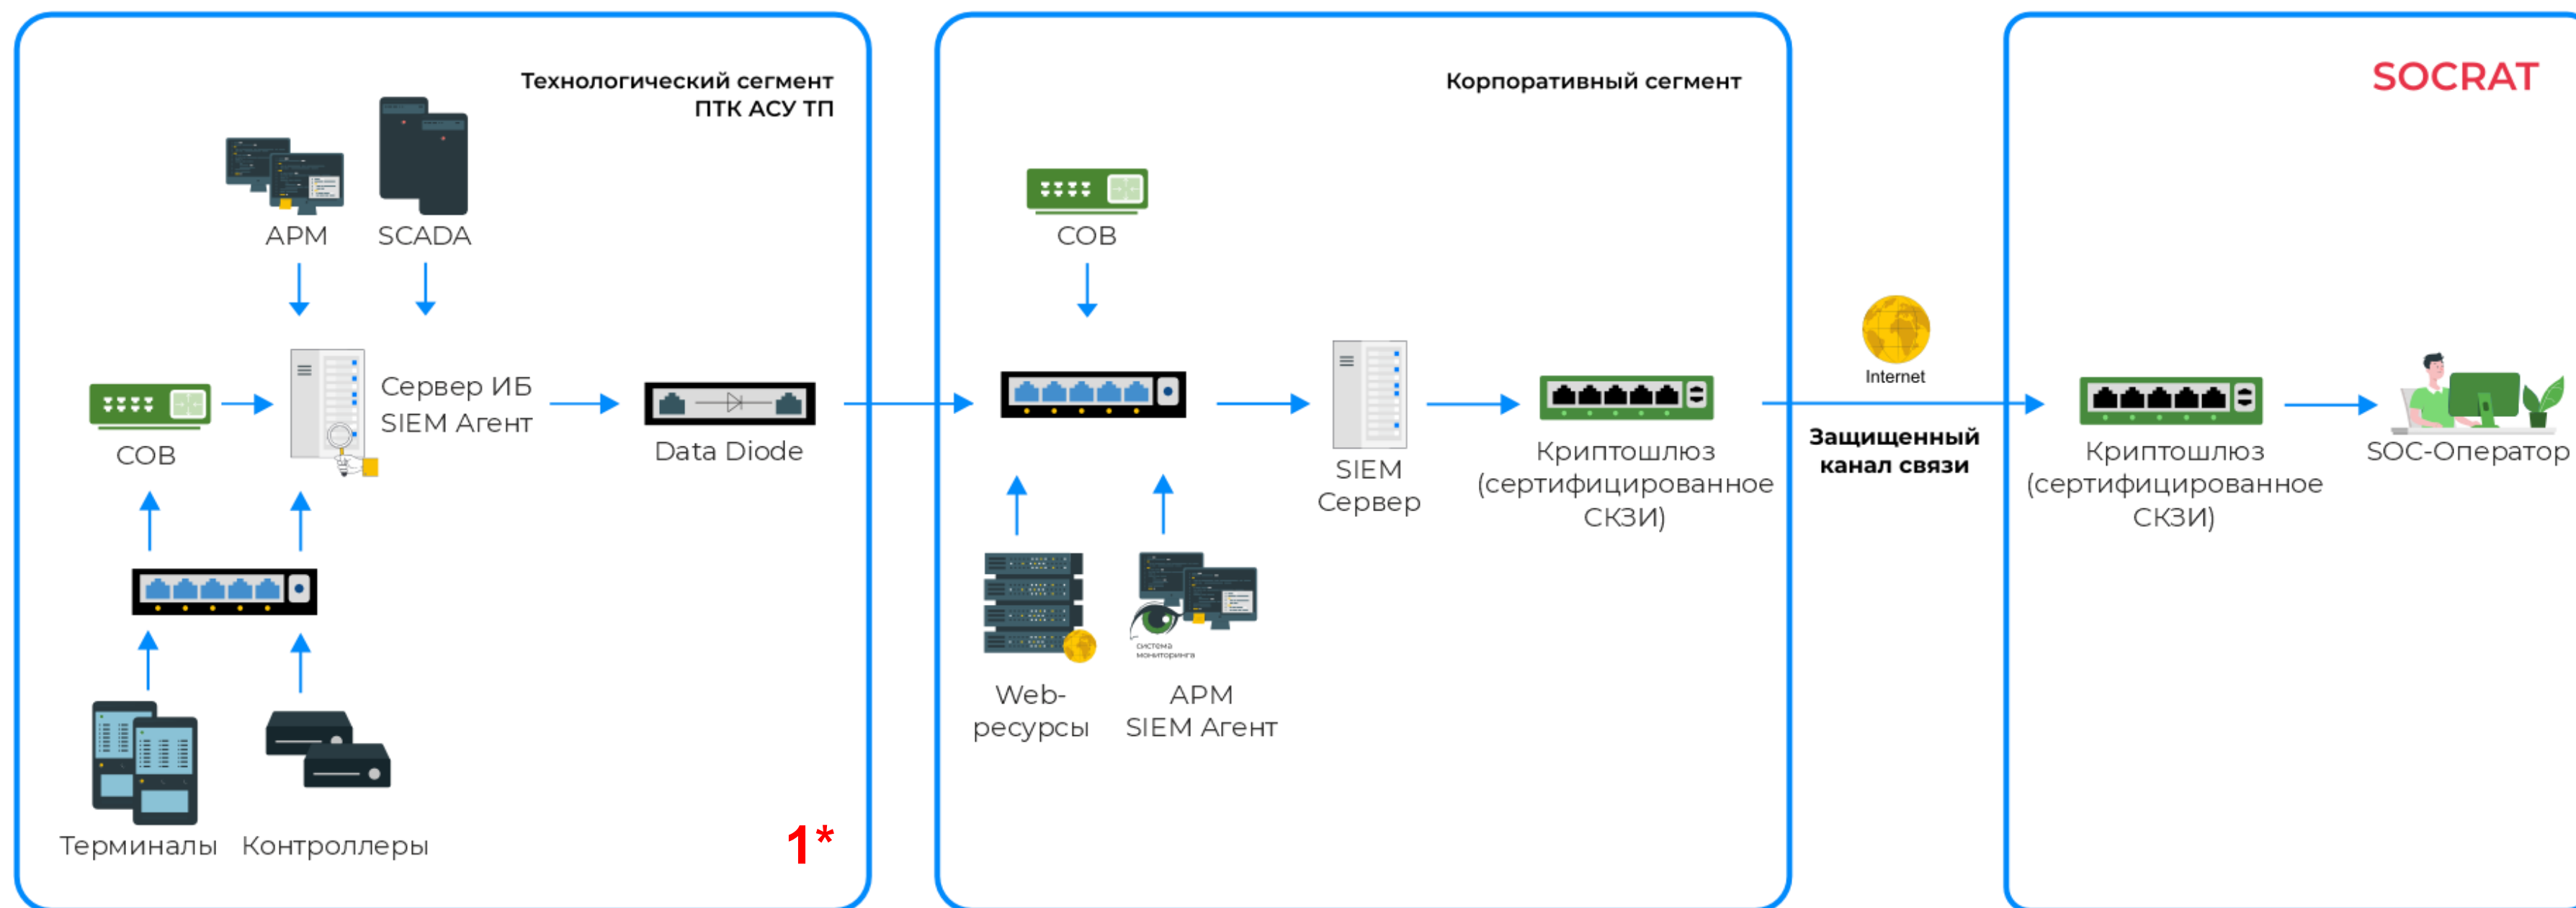 Технологический сегмент
ПТК АСУ ТП
АРМ
SCADA
СОВ
Сервер ИБ
SIEM Агент
Data Diode
Терминалы
Контроллеры
1*
Корпоративный сегмент
СОВ
SIEM
Сервер
Криптошлюз
(сертифицированное
СКЗИ)
Web-
ресурсы
система
мониторинга
АРМ
SIEM Агент
Internet
Защищенный
канал связи
SOCRAT
Криптошлюз
(сертифицированное
СКЗИ)
SOC-Оператор